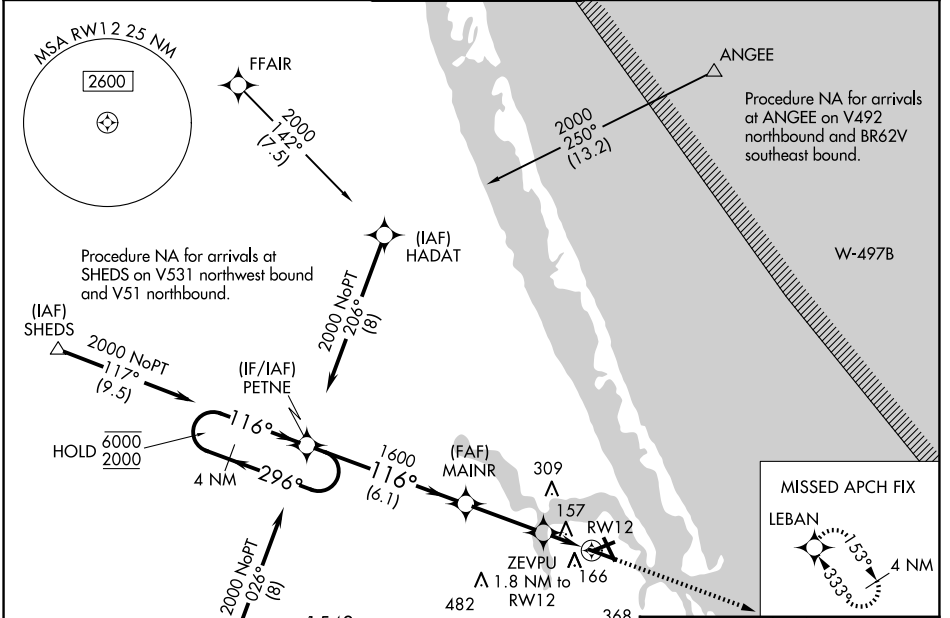 MSA RW12 25 NM
2600
FFAIR
2000
142°
(7.5)
ANGEE
2000
250°
(13.2)
Procedure NA for arrivals
at ANGEE on V492
northbound and BR62V
southeast bound.
W-497B
(IAF)
HADAT
2000 NoPT
206°
(8)
Procedure NA for arrivals at
SHEDS on V531 northwest bound
and V51 northbound.
(IAF)
SHEDS
2000 NoPT
117°
(9.5)
(IF/IAF)
PETNE
HOLD 6000
2000
116°
296°
4 NM
1600
116°
(6.1)
(FAF)
MAINR
309
157
RW12
ZEVPU
1.8 NM to
RW12
166
482
368
2000 NoPT
026°
(8)
MISSED APCH FIX
LEBAN
153°
333°
4 NM